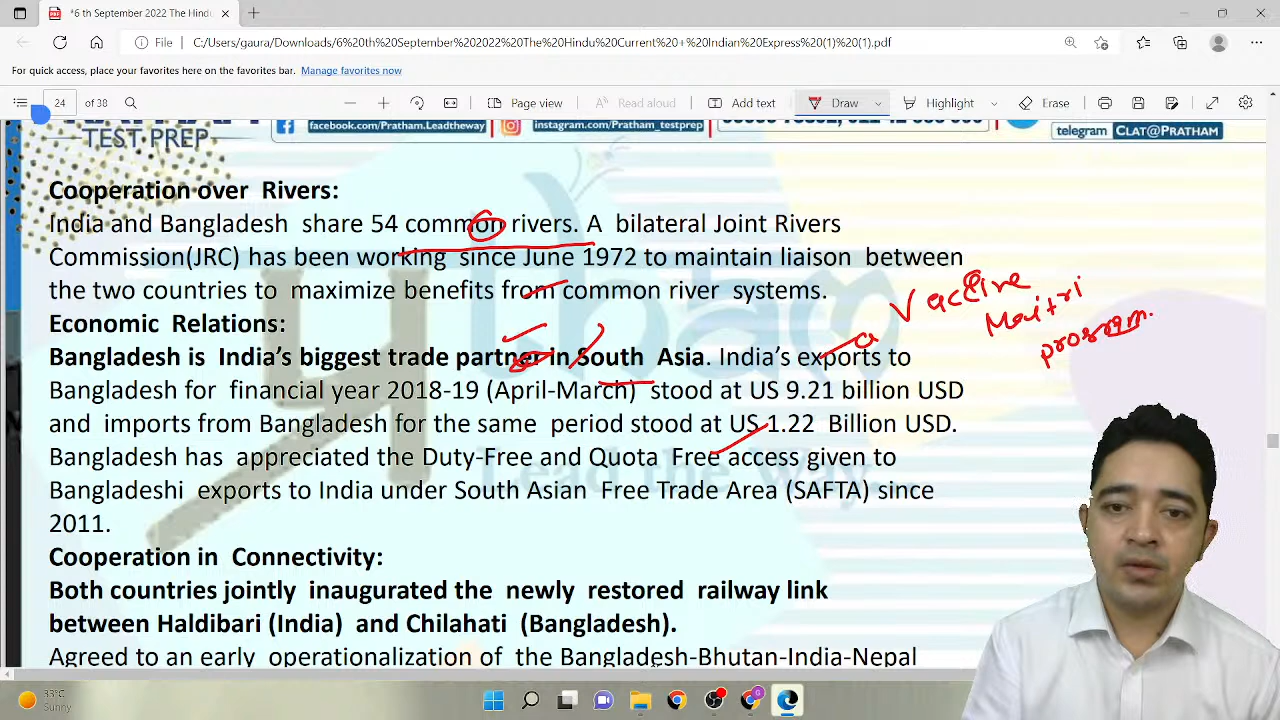 *6 th September 2022 The Hindu
File
C:/Users/gaura/Downloads/6%20th%20September%202022%20The%20Hindu%20Current%20+%20Indian%20Express%20(1)%20(1).pdf
For quick access, place your favorites here on the favorites bar. Manage favorites now
24 of 38
Page view
Read aloud
Add text
Draw
Highlight
Erase
TEST PREP
facebook.com/Pratham.Leadtheway
instagram.com/Pratham_testprep
telegram CLAT@PRATHAM
Cooperation over Rivers:
India and Bangladesh share 54 common rivers. A bilateral Joint Rivers
Commission(JRC) has been working since June 1972 to maintain liaison between
the two countries to maximize benefits from common river systems.
Economic Relations:
Bangladesh is India's biggest trade partner in South Asia. India's exports to
Bangladesh for financial year 2018-19 (April-March) stood at US 9.21 billion USD
and imports from Bangladesh for the same period stood at US 1.22 Billion USD.
Bangladesh has appreciated the Duty-Free and Quota Free access given to
Bangladeshi exports to India under South Asian Free Trade Area (SAFTA) since
2011.
Cooperation in Connectivity:
Both countries jointly inaugurated the newly restored railway link
between Haldibari (India) and Chilahati (Bangladesh).
Agreed to an early operationalization of the Bangladesh-Bhutan-India-Nepal
Vaccine
Maitri
program.
Lead the Way...
33°C
Sunny